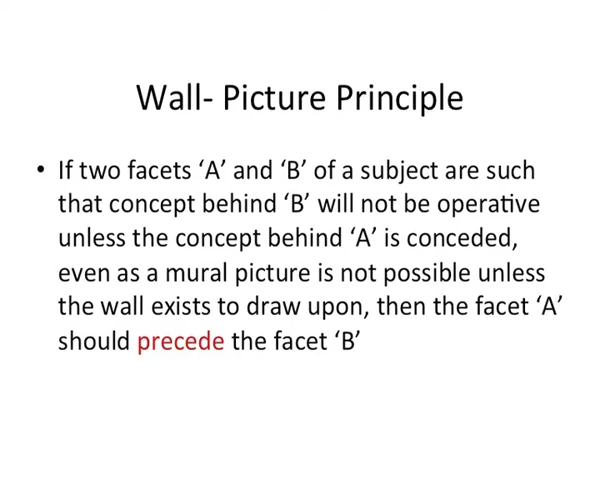 Wall- Picture Principle
• If two facets ‘A’ and ‘B’ of a subject are such
that concept behind ‘B’ will not be operative
unless the concept behind ‘A’ is conceded,
even as a mural picture is not possible unless
the wall exists to draw upon, then the facet ‘A’
should precede the facet ‘B’